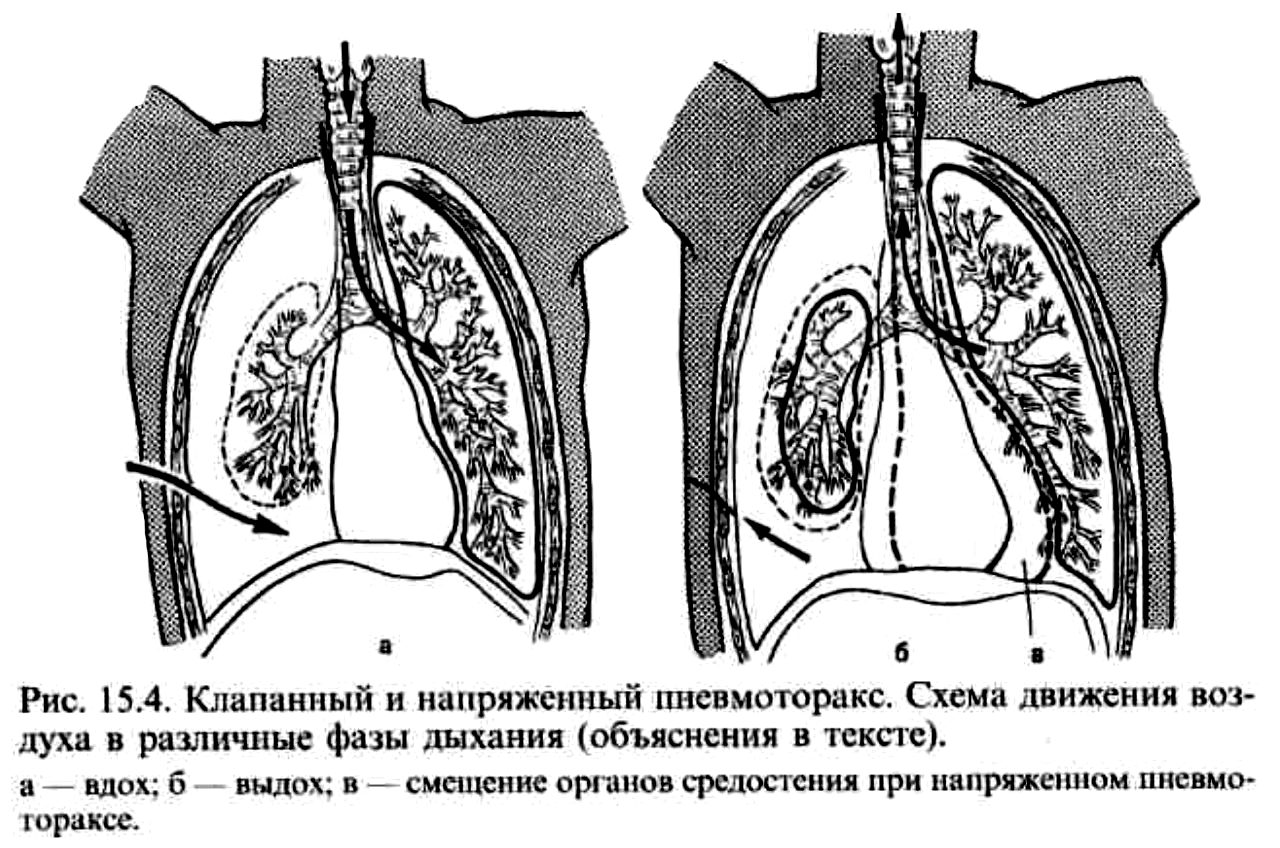 а
б
в
Рис. 15.4. Клапанный и напряженный пневмоторакс. Схема движения воз-
духа в различные фазы дыхания (объяснения в тексте).
а — вдох; б — выдох; в — смещение органов средостения при напряженном пневмо-
тораксе.